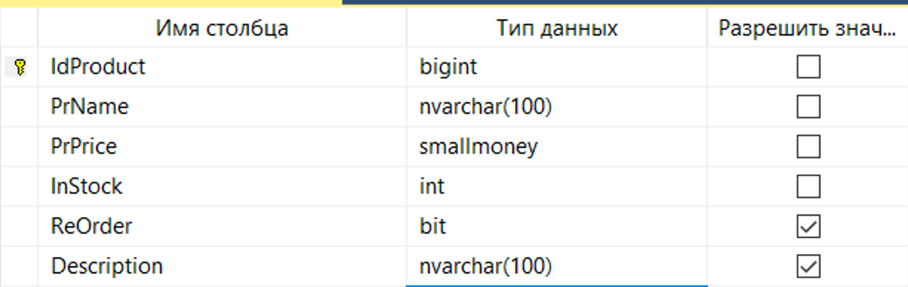 Имя столбца Тип данных Разрешить знач...
IdProduct bigint
PrName nvarchar(100)
PrPrice smallmoney
InStock int
ReOrder bit
Description nvarchar(100)